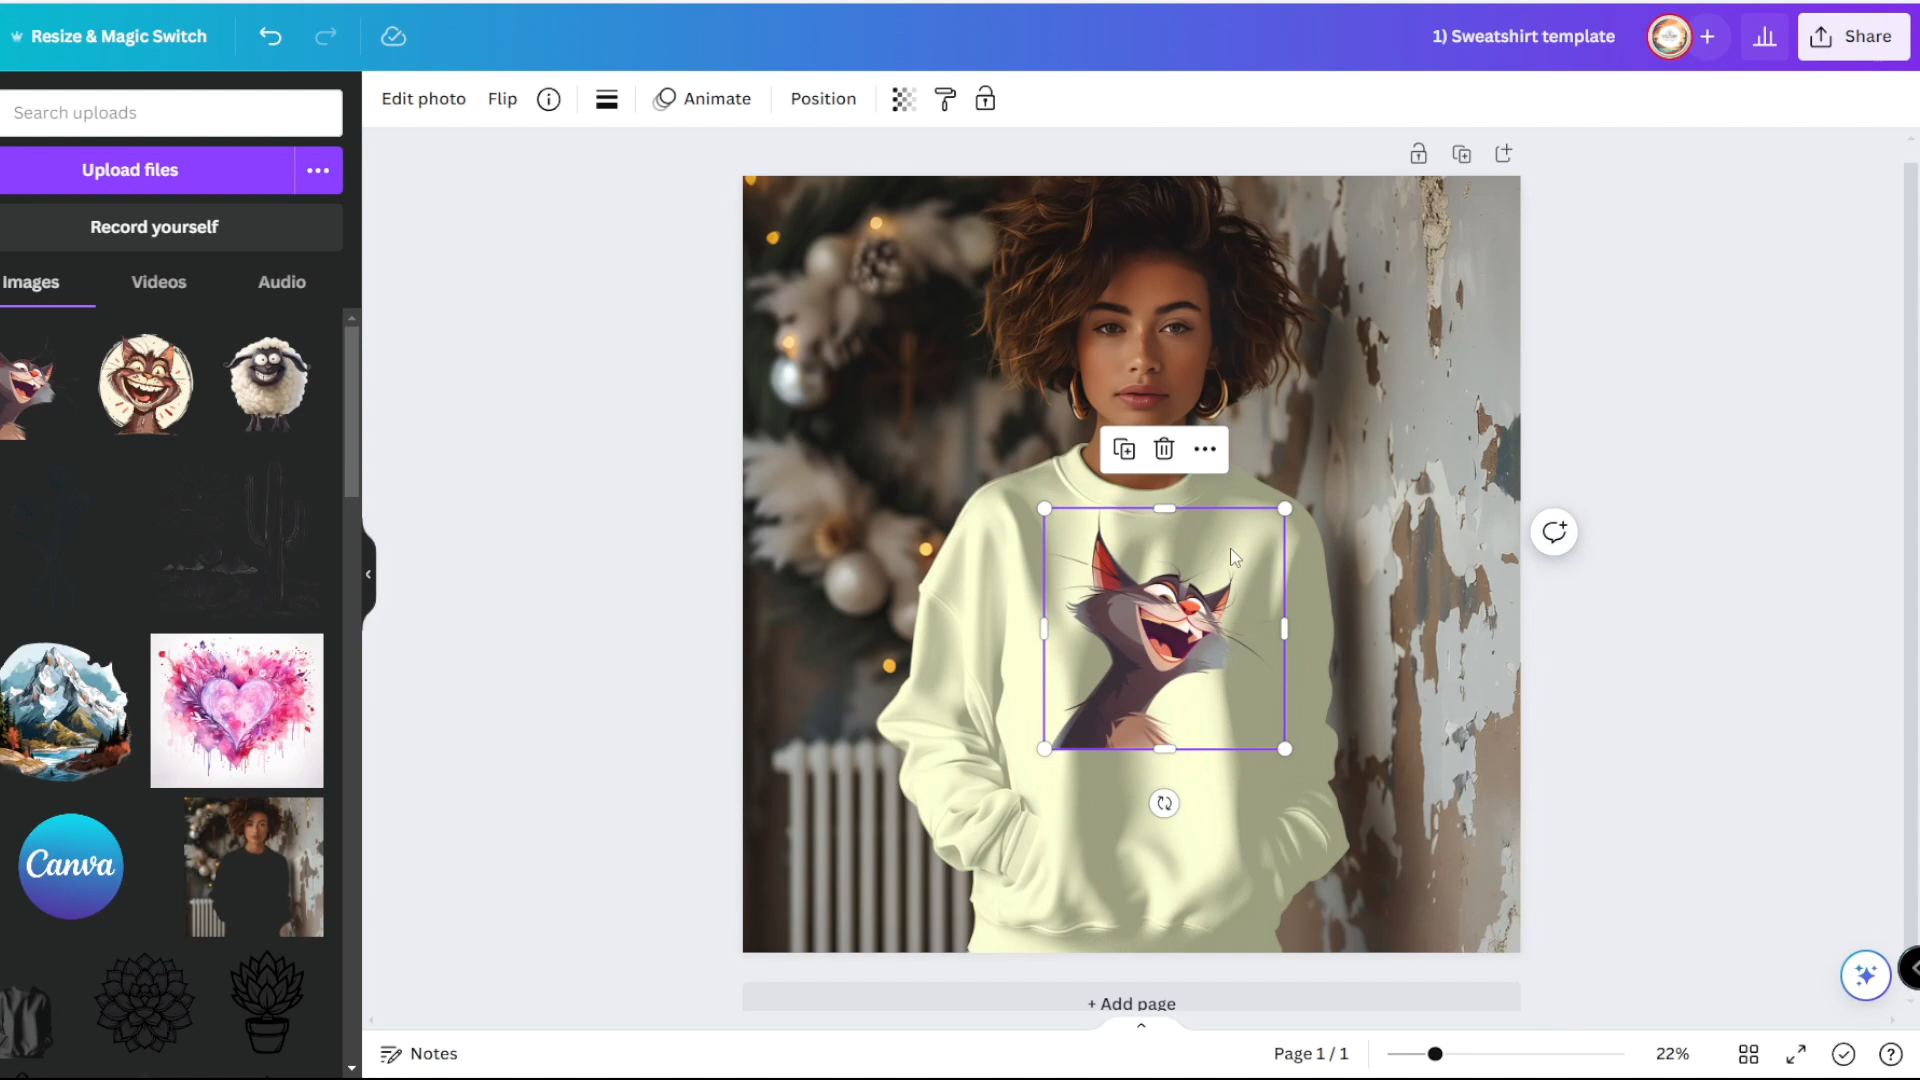 Resize & Magic Switch
1) Sweatshirt template
Share
Search uploads
Upload files
Record yourself
Images
Videos
Audio
Canva
Edit photo
Flip
Animate
Position
+ Add page
Notes
Page 1 / 1
22%